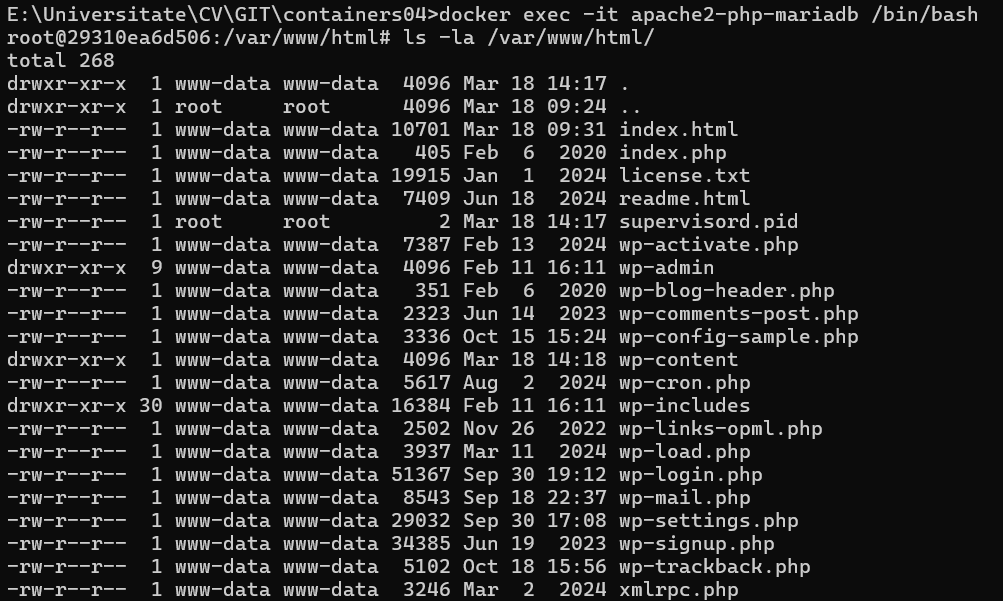 E:\Universitate\CV\GIT\containers04>docker exec -it apache2-php-mariadb /bin/bash
root@29310ea6d506:/var/www/html# ls -la /var/www/html/
total 268
drwxr-xr-x  1 www-data www-data  4096 Mar 18 14:17 .
drwxr-xr-x  1 root     root      4096 Mar 18 09:24 ..
-rw-r--r--  1 www-data www-data 10701 Mar 18 09:31 index.html
-rw-r--r--  1 www-data www-data   405 Feb  6  2020 index.php
-rw-r--r--  1 www-data www-data 19915 Jan  1  2024 license.txt
-rw-r--r--  1 www-data www-data  7409 Jun 18  2024 readme.html
-rw-r--r--  1 root     root         2 Mar 18 14:17 supervisord.pid
-rw-r--r--  1 www-data www-data  7387 Feb 13  2024 wp-activate.php
drwxr-xr-x  9 www-data www-data  4096 Feb 11 16:11 wp-admin
-rw-r--r--  1 www-data www-data   351 Feb  6  2020 wp-blog-header.php
-rw-r--r--  1 www-data www-data  2323 Jun 14  2023 wp-comments-post.php
-rw-r--r--  1 www-data www-data  3336 Oct 15 15:24 wp-config-sample.php
drwxr-xr-x  1 www-data www-data  4096 Mar 18 14:18 wp-content
-rw-r--r--  1 www-data www-data  5617 Aug  2  2024 wp-cron.php
drwxr-xr-x 30 www-data www-data 16384 Feb 11 16:11 wp-includes
-rw-r--r--  1 www-data www-data  2502 Nov 26  2022 wp-links-opml.php
-rw-r--r--  1 www-data www-data  3937 Mar 11  2024 wp-load.php
-rw-r--r--  1 www-data www-data 51367 Sep 30 19:12 wp-login.php
-rw-r--r--  1 www-data www-data  8543 Sep 18 22:37 wp-mail.php
-rw-r--r--  1 www-data www-data 29032 Sep 30 17:08 wp-settings.php
-rw-r--r--  1 www-data www-data 34385 Jun 19  2023 wp-signup.php
-rw-r--r--  1 www-data www-data  5102 Oct 18 15:56 wp-trackback.php
-rw-r--r--  1 www-data www-data  3246 Mar  2  2024 xmlrpc.php